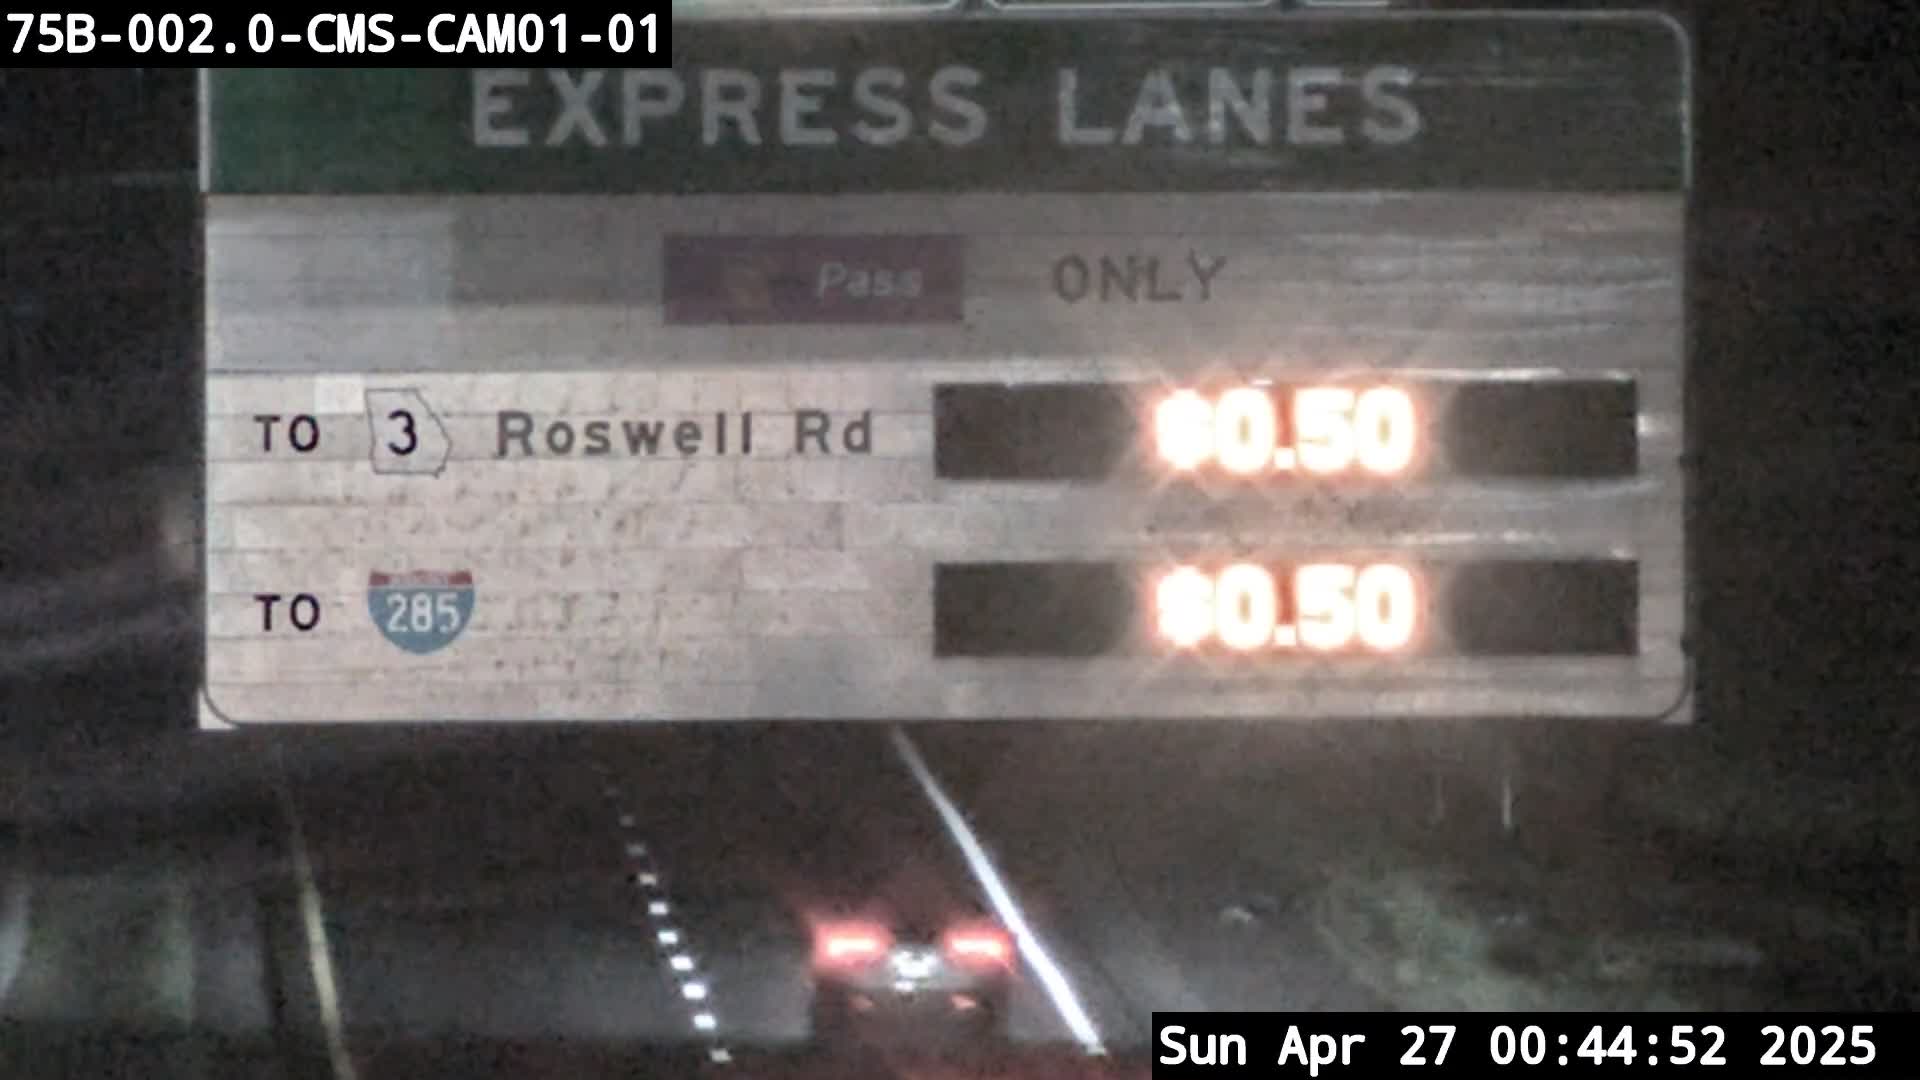 75B-002.0-CMS-CAM01-01
EXPRESS LANES
Pass ONLY
TO 3 Roswell Rd $0.50
TO 285 $0.50
Sun Apr 27 00:44:52 2025